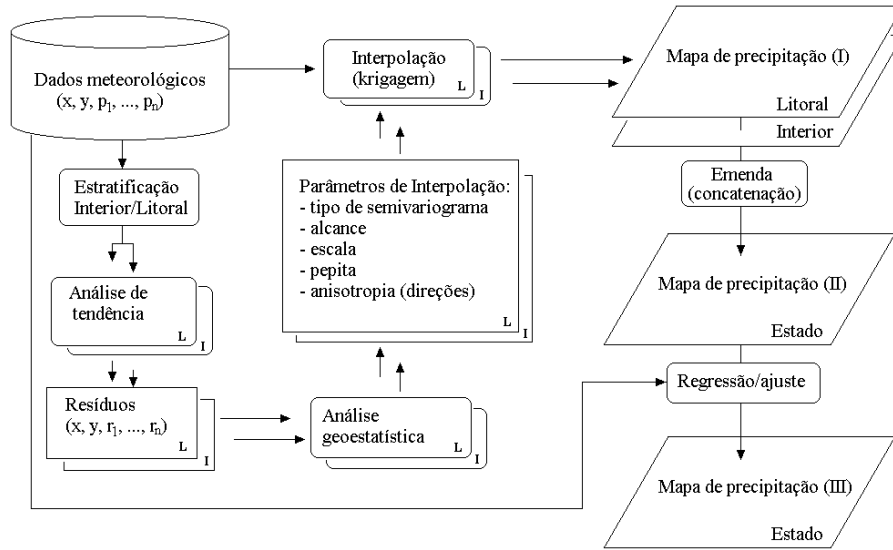 Dados meteorológicos
(x, y, p1, ..., pn)
Estratificação
Interior/Litoral
Análise de
tendência
L
I
Resíduos
(x, y, r1, ..., rn)
L
I
Análise
geoestatística
L
I
Parâmetros de Interpolação:
- tipo de semivariograma
- alcance
- escala
- pepita
- anisotropia (direções)
L
I
Interpolação
(krigagem)
L
I
Mapa de precipitação (I)
Litoral
Interior
Emenda
(concatenação)
Mapa de precipitação (II)
Estado
Regressão/ajuste
Mapa de precipitação (III)
Estado